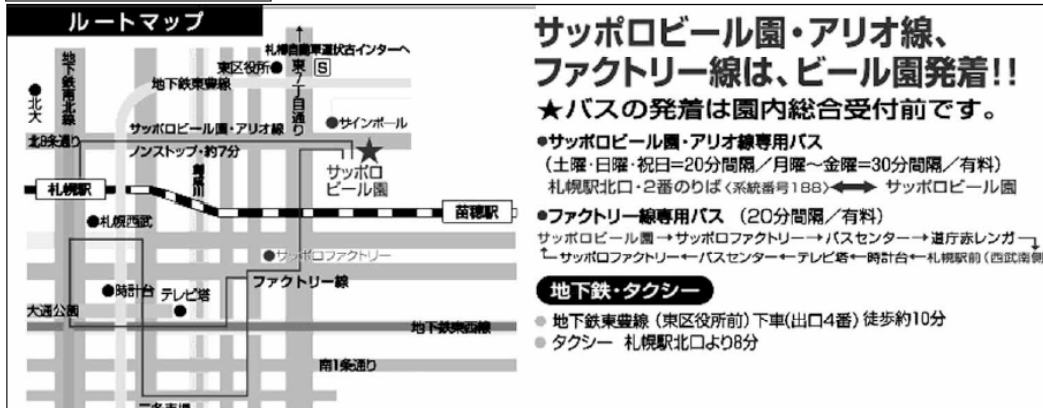 ルートマップ
札樽自動車道伏古インターへ
東区役所●
東7丁目通り
S
地下鉄南北線
地下鉄東豊線
●北大
●サインボール
サッポロビール園・アリオ線
北8条通り
ノンストップ・約7分
創成川
サッポロ
ビール園
札幌駅
苗穂駅
●札幌西武
●サッポロファクトリー
ファクトリー線
●時計台
テレビ塔
大通公園
地下鉄東西線
南1条通り
二条市場
サッポロビール園・アリオ線、
ファクトリー線は、ビール園発着!!
★バスの発着は園内総合受付前です。
●サッポロビール園・アリオ線専用バス
(土曜・日曜・祝日=20分間隔/月曜〜金曜=30分間隔/有料)
札幌駅北口・2番のりば〈系統番号188〉⟷ サッポロビール園
●ファクトリー線専用バス (20分間隔/有料)
サッポロビール園→サッポロファクトリー→バスセンター→道庁赤レンガ
サッポロファクトリー←バスセンター←テレビ塔←時計台←札幌駅前(西武南側
地下鉄・タクシー
● 地下鉄東豊線 (東区役所前) 下車(出口4番) 徒歩約10分
● タクシー 札幌駅北口より8分